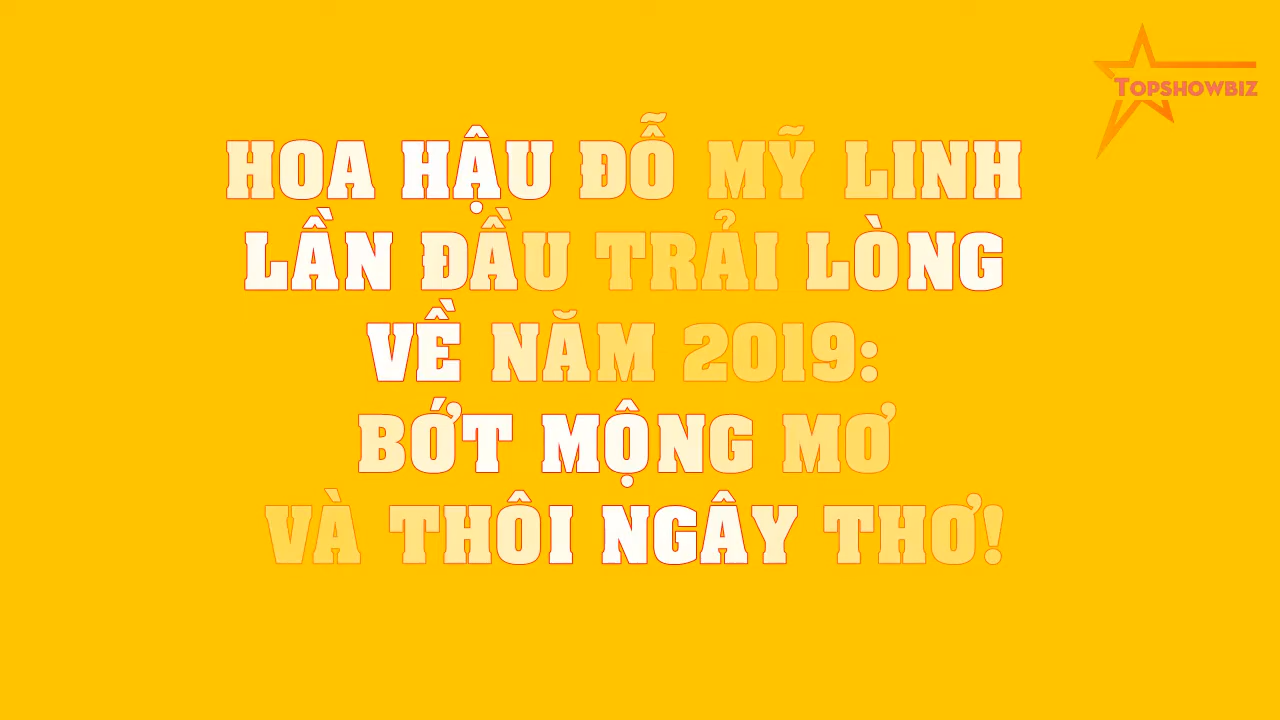 TOPSHOWBIZ
HOA HẬU ĐỖ MỸ LINH
LẦN ĐẦU TRẢI LÒNG
VỀ NĂM 2019:
BỚT MỘNG MƠ
VÀ THÔI NGÂY THƠ!